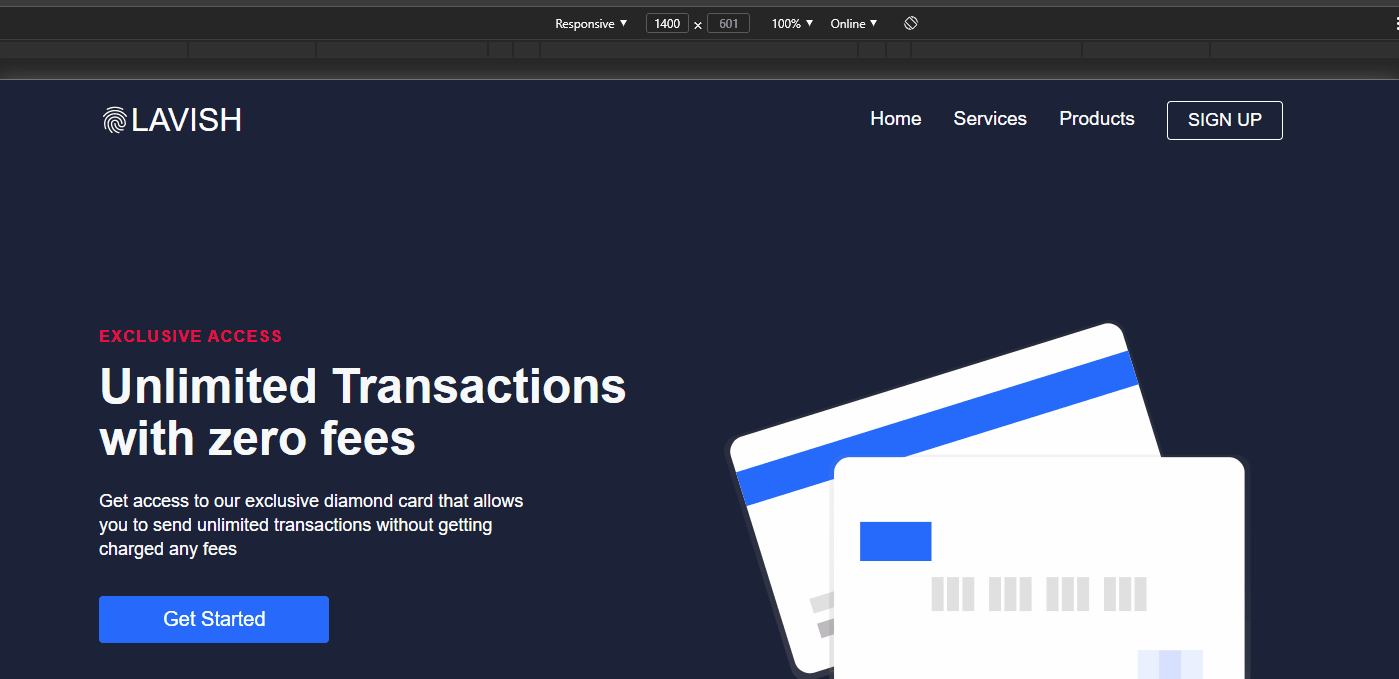 Responsive ▼ 1400 × 601 100% ▼ Online ▼
LAVISH Home Services Products SIGN UP
EXCLUSIVE ACCESS
Unlimited Transactions
with zero fees
Get access to our exclusive diamond card that allows
you to send unlimited transactions without getting
charged any fees
Get Started